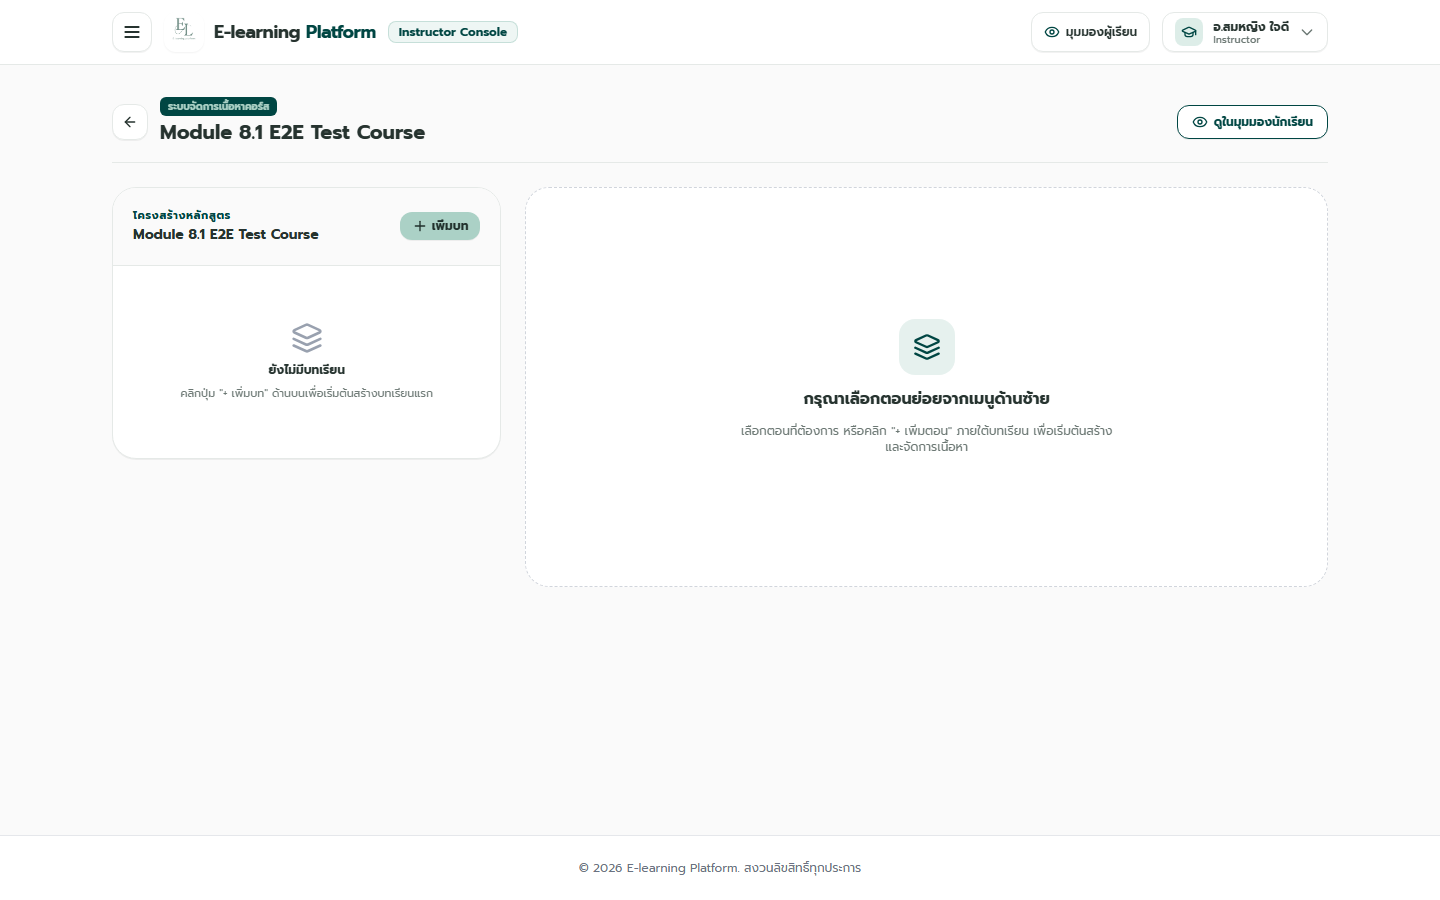 EL
E-learning Platform
Instructor Console
มุมมองผู้เรียน
อ.สมหญิง ใจดี
Instructor
ระบบจัดการเนื้อหาคอร์ส
Module 8.1 E2E Test Course
ดูในมุมมองนักเรียน
โครงสร้างหลักสูตร
Module 8.1 E2E Test Course
เพิ่มบท
ยังไม่มีบทเรียน
คลิกปุ่ม "+ เพิ่มบท" ด้านบนเพื่อเริ่มต้นสร้างบทเรียนแรก
กรุณาเลือกตอนย่อยจากเมนูด้านซ้าย
เลือกตอนที่ต้องการ หรือคลิก "+ เพิ่มตอน" ภายใต้บทเรียน เพื่อเริ่มต้นสร้าง
และจัดการเนื้อหา
© 2026 E-learning Platform. สงวนลิขสิทธิ์ทุกประการ